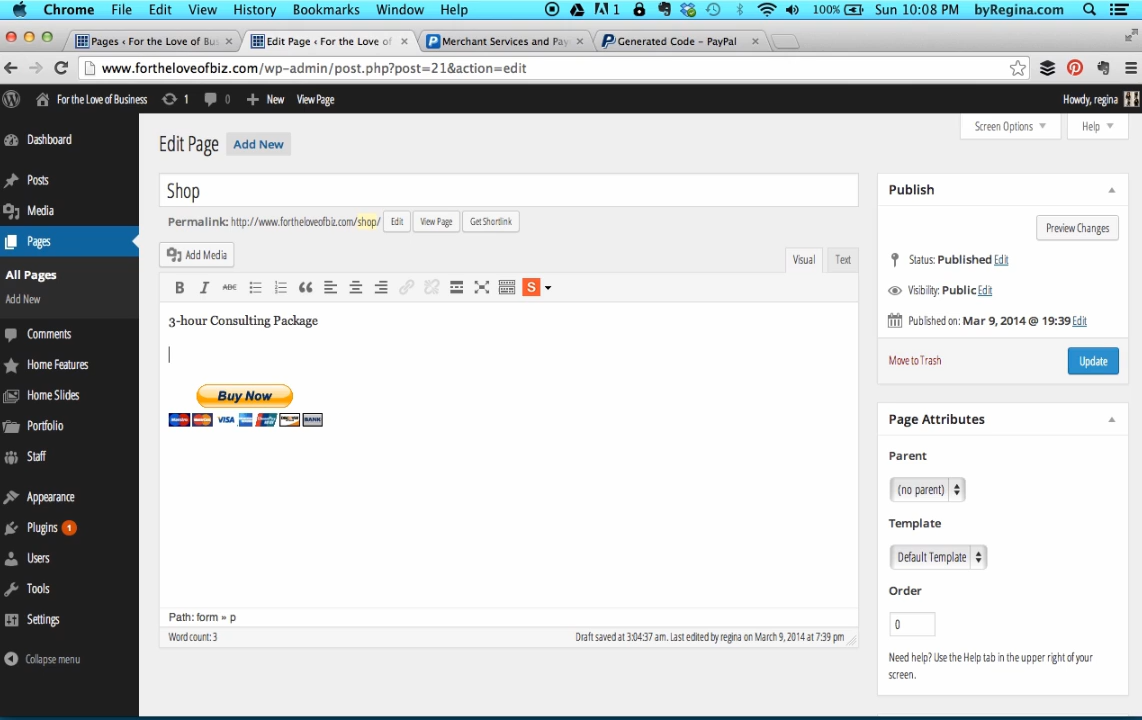 Chrome File Edit View History Bookmarks Window Help 1 100% Sun 10:08 PM byRegina.com
Pages ‹ For the Love of Bus × Edit Page ‹ For the Love of × Merchant Services and Pay × Generated Code – PayPal ×
www.fortheloveofbiz.com/wp-admin/post.php?post=21&action=edit
For the Love of Business 1 0 New View Page Howdy, regina
Screen Options Help
Dashboard
Posts
Media
Pages
All Pages
Add New
Comments
Home Features
Home Slides
Portfolio
Staff
Appearance
Plugins 1
Users
Tools
Settings
Collapse menu
Edit Page Add New
Shop
Permalink: http://www.fortheloveofbiz.com/shop/ Edit View Page Get Shortlink
Add Media Visual Text
B I ABC S
3-hour Consulting Package
Buy Now
VISA BANK
Path: form » p
Word count: 3 Draft saved at 3:04:37 am. Last edited by regina on March 9, 2014 at 7:39 pm
Publish
Preview Changes
Status: Published Edit
Visibility: Public Edit
Published on: Mar 9, 2014 @ 19:39 Edit
Move to Trash Update
Page Attributes
Parent
(no parent)
Template
Default Template
Order
0
Need help? Use the Help tab in the upper right of your
screen.